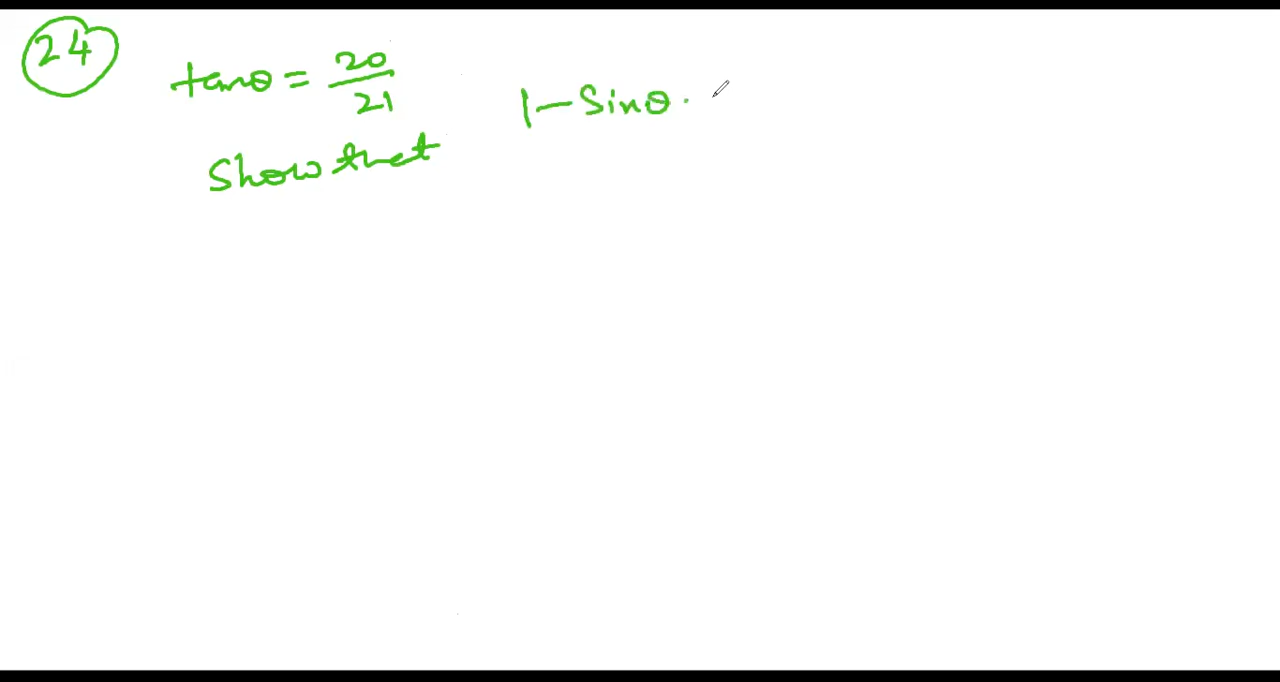 24
tanθ = 20/21
1 - Sinθ .
Show that